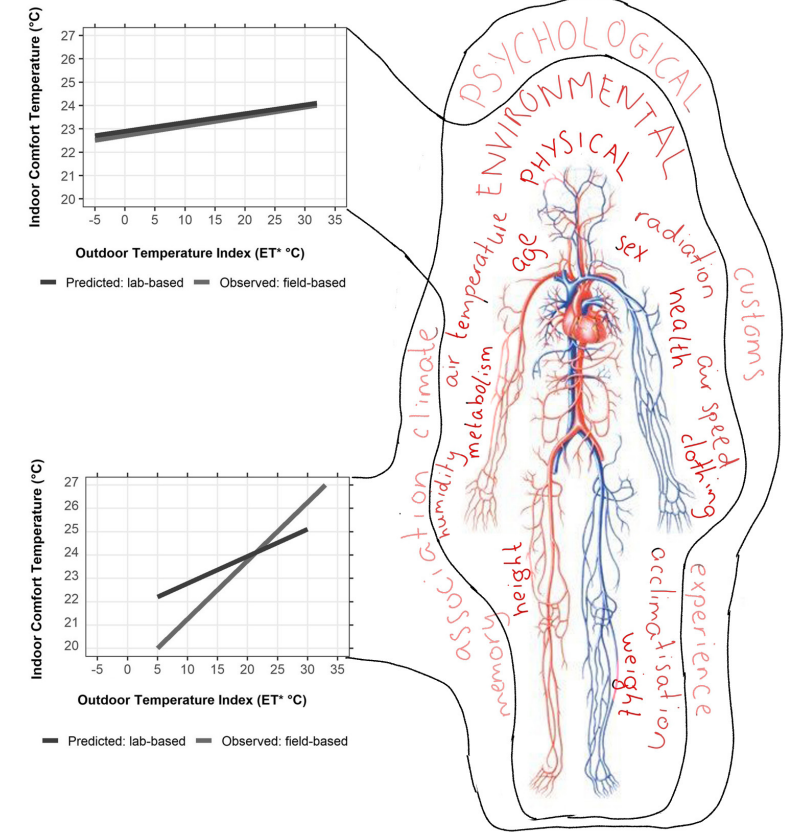 Indoor Comfort Temperature (°C)
27
26
25
24
23
22
21
20
-5 0 5 10 15 20 25 30 35
Outdoor Temperature Index (ET* °C)
Predicted: lab-based Observed: field-based
Indoor Comfort Temperature (°C)
27
26
25
24
23
22
21
20
-5 0 5 10 15 20 25 30 35
Outdoor Temperature Index (ET* °C)
Predicted: lab-based Observed: field-based
PSYCHOLOGICAL
ENVIRONMENTAL
PHYSICAL
age
sex
radiation
air temperature
health
customs
climate
metabolism
air speed
clothing
humidity
association
height
acclimatisation
experience
memory
weight